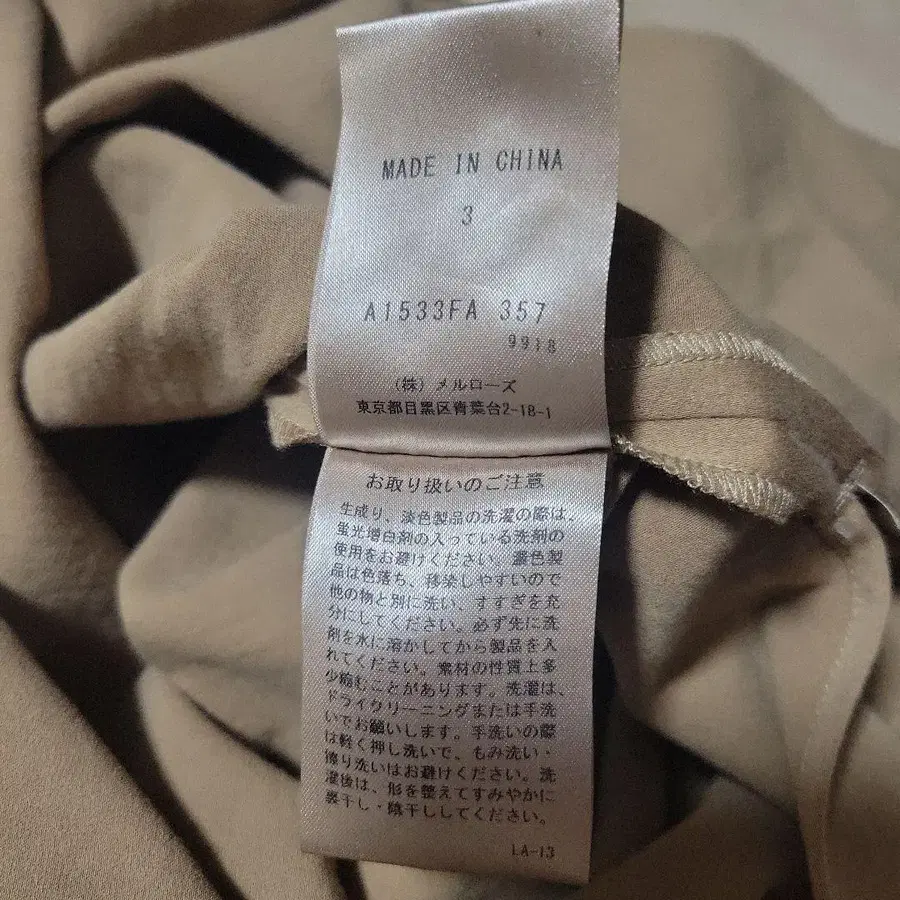 MADE IN CHINA
3
A1533FA 357
9918
(株) メルローズ
東京都目黒区青葉台2-18-1
お取り扱いのご注意
生成り、淡色製品の洗濯の際は、
蛍光増白剤の入っている洗剤の
使用をお避けください。濃色製
品は色落ち、移染しやすいので
他の物と別に洗い、すすぎを充
分にしてください。必ず先に洗
剤を水に溶かしてから製品を入
れてください。素材の性質上多
少縮むことがあります。洗濯は、
ドライクリーニングまたは手洗
いでお願いします。手洗いの際
は軽く押し洗いで、もみ洗い・
擦り洗いはお避けください。洗
濯後は、形を整えてすみやかに
裏干し・陰干ししてください。
LA-13